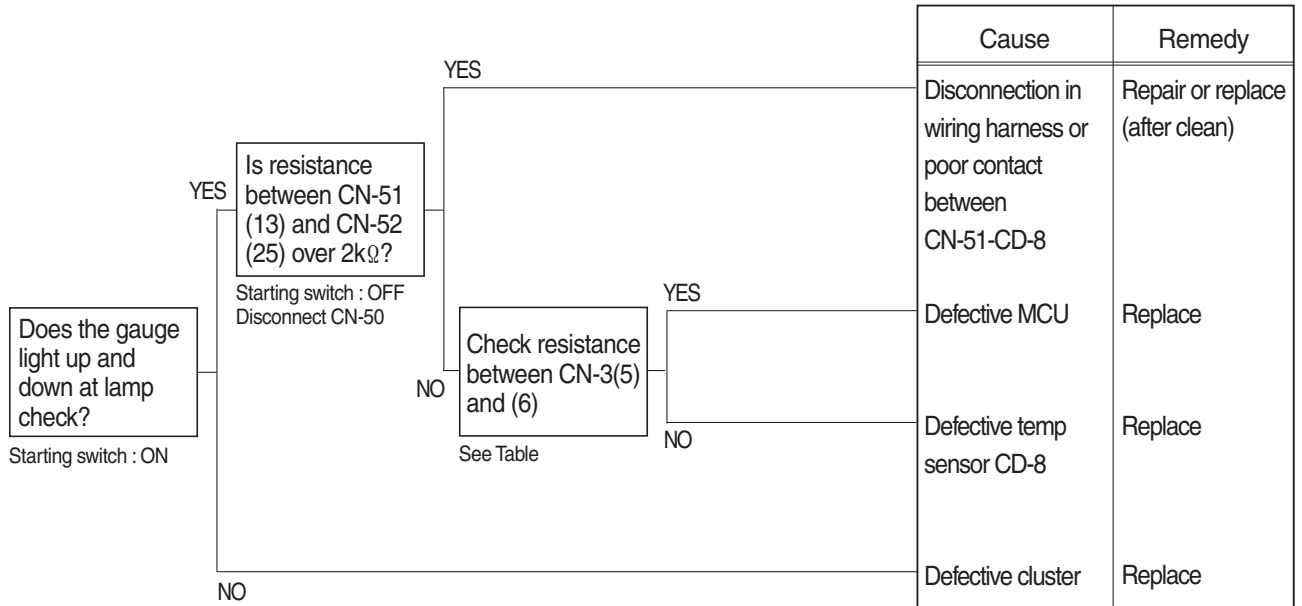 Does the gauge
light up and
down at lamp
check?
Starting switch : ON
YES
NO
Is resistance
between CN-51
(13) and CN-52
(25) over 2kΩ?
Starting switch : OFF
Disconnect CN-50
YES
NO
Check resistance
between CN-3(5)
and (6)
See Table
YES
NO
Cause
Remedy
Disconnection in
wiring harness or
poor contact
between
CN-51-CD-8
Repair or replace
(after clean)
Defective MCU
Replace
Defective temp
sensor CD-8
Replace
Defective cluster
Replace